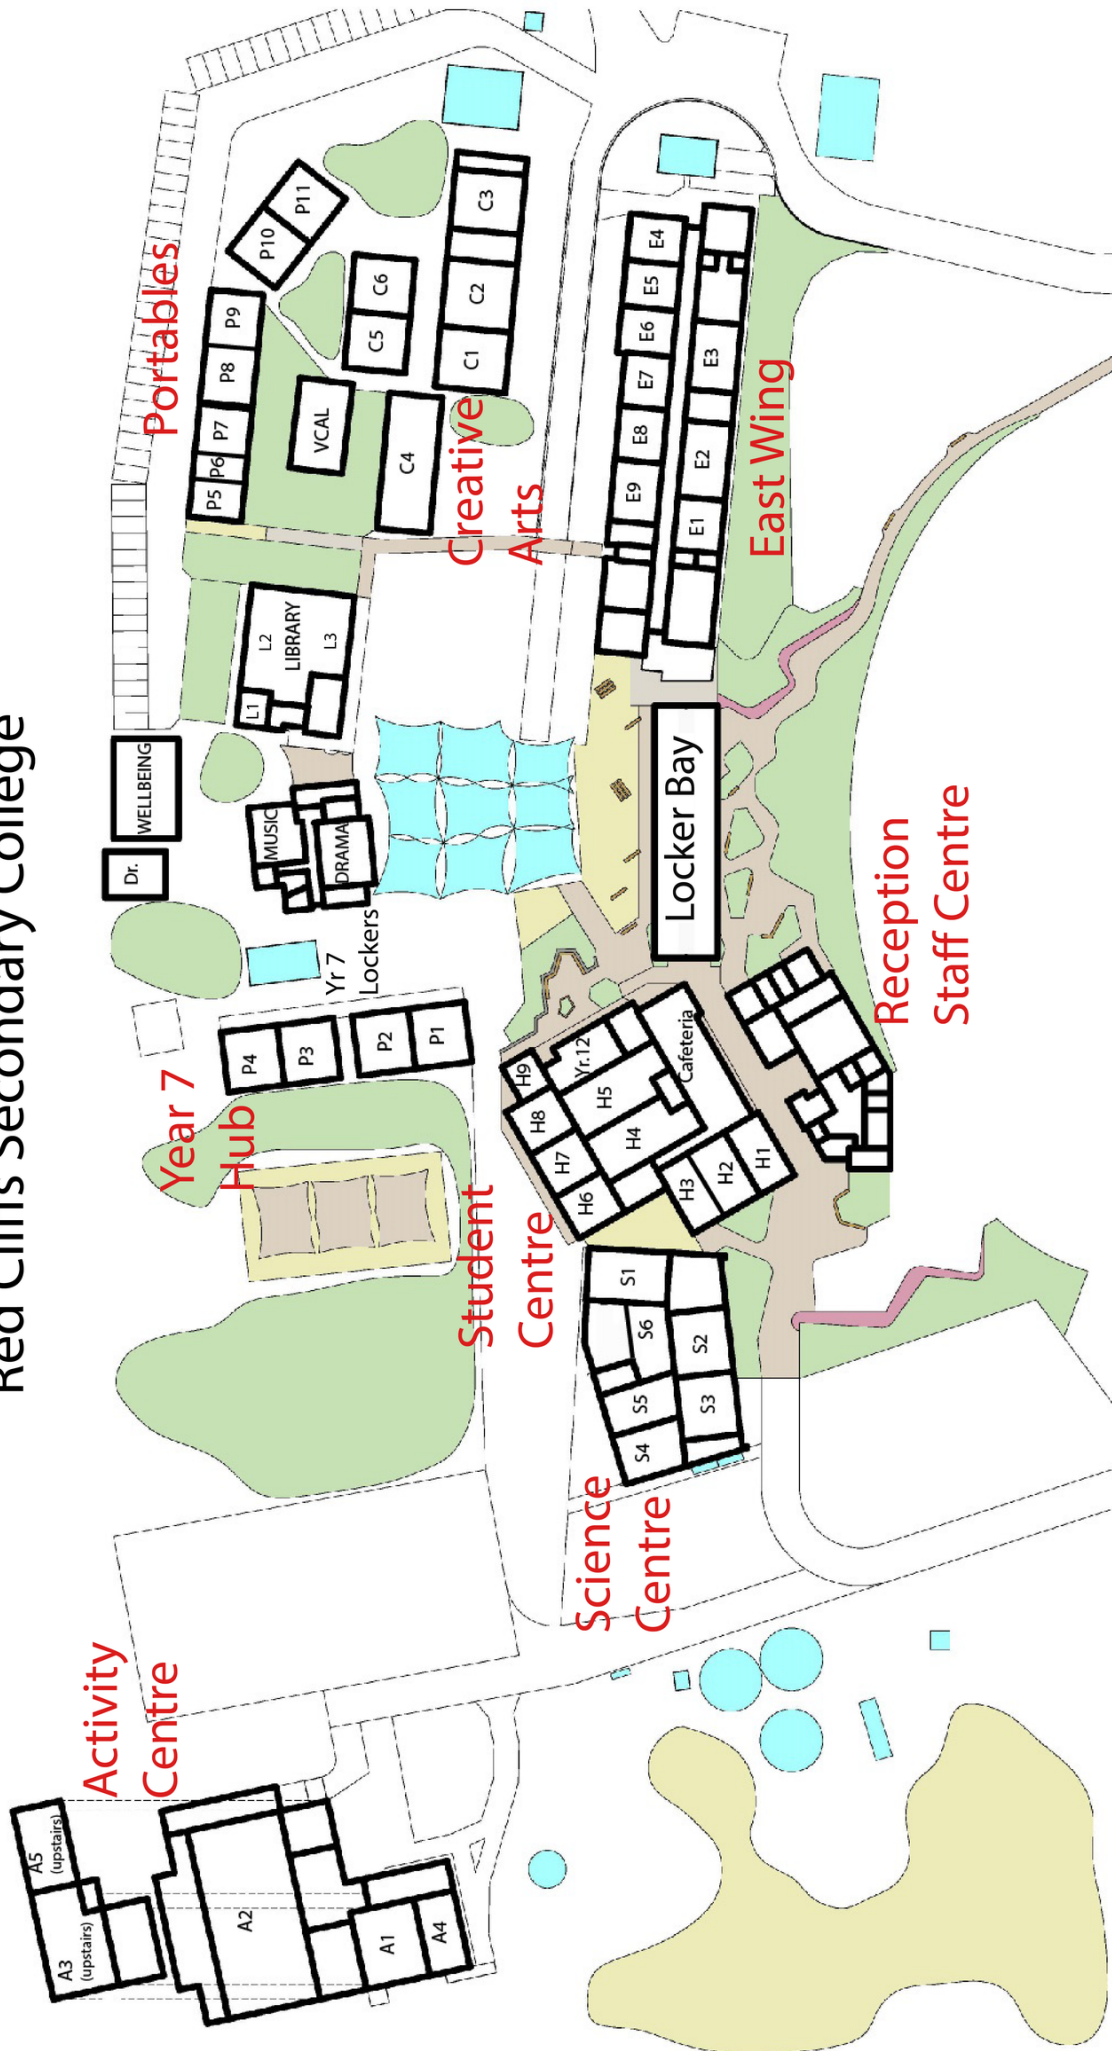 Red Cliffs Secondary College
Activity
Centre
A5
(upstairs)
A3
(upstairs)
A2
A1
A4
Year 7
Hub
P4
P3
P2
P1
Yr 7
Lockers
Dr.
WELLBEING
MUSIC
DRAMA
L1
L2
LIBRARY
L3
Portables
P5
P6
P7
P8
P9
P10
P11
VCAL
C5
C6
C4
C1
C2
C3
Creative
Arts
Science
Centre
S4
S5
S6
S1
S3
S2
Student
Centre
H6
H7
H8
H9
H4
H5
Yr.12
Cafeteria
H3
H2
H1
Locker Bay
E9
E8
E7
E6
E5
E4
E1
E2
E3
East Wing
Reception
Staff Centre